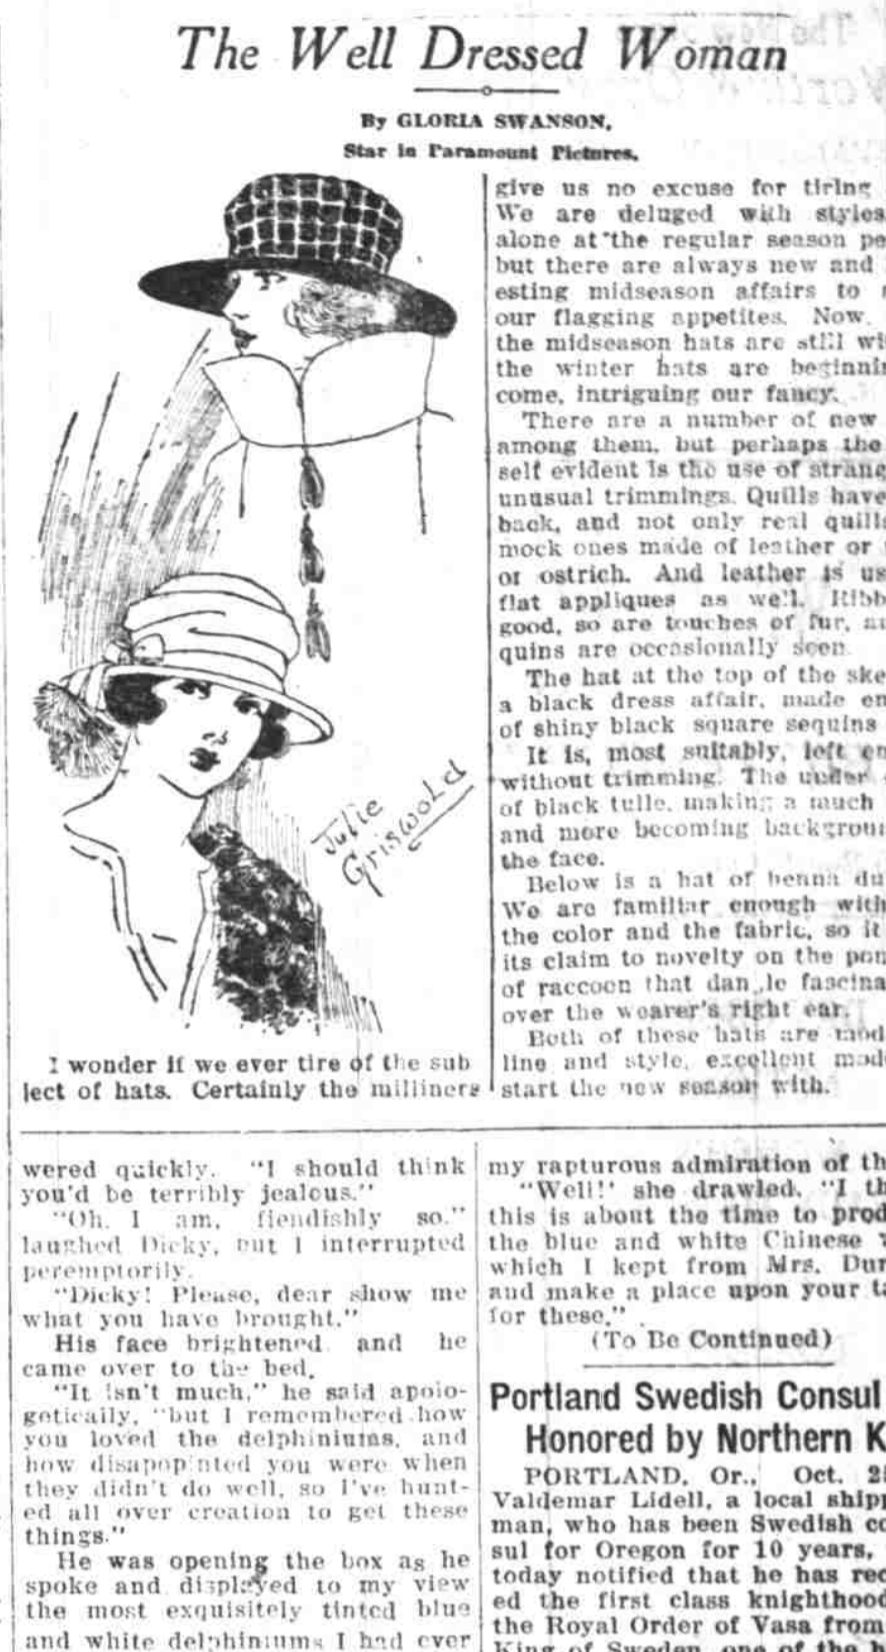 The Well Dressed Woman
By GLORIA SWANSON,
Star in Paramount Pictures.
Julie
Griswold
I wonder if we ever tire of the sub
ject of hats. Certainly the milliners
give us no excuse for tiring
We are deluged with styles
alone at the regular season pe
but there are always new and
esting midseason affairs to
our flagging appetites. Now,
the midseason hats are still wi
the winter hats are beginnin
come, intriguing our fancy.
There are a number of new
among them, but perhaps the
self evident is the use of strang
unusual trimmings. Quills have
back, and not only real quills
mock ones made of leather or
or ostrich. And leather is us
flat appliques as well. Ribb
good, so are touches of fur, a
quins are occasionally seen.
The hat at the top of the ske
a black dress affair, made en
of shiny black square sequins
It is, most suitably, left en
without trimming. The under
of black tulle, making a much
and more becoming backgroun
the face.
Below is a hat of henna du
We are familiar enough with
the color and the fabric, so it
its claim to novelty on the pom
of raccoon that dan le fascina
over the wearer's right ear.
Both of these hats are mod
line and style, excellent mode
start the new season with.
wered quickly. "I should think
you'd be terribly jealous."
"Oh, I am, fiendishly so."
laughed Dicky, but I interrupted
peremptorily.
"Dicky! Please, dear show me
what you have brought."
His face brightened and he
came over to the bed.
"It isn't much," he said apolo-
getically, "but I remembered how
you loved the delphiniums, and
how disapopinted you were when
they didn't do well, so I've hunt-
ed all over creation to get these
things."
He was opening the box as he
spoke and displayed to my view
the most exquisitely tinted blue
and white delphiniums I had ever
my rapturous admiration of th
"Well!" she drawled. "I th
this is about the time to prod
the blue and white Chinese
which I kept from Mrs. Dur
and make a place upon your ta
for these."
(To Be Continued)
Portland Swedish Consul
Honored by Northern K
PORTLAND, Or., Oct. 2
Valdemar Lidell, a local shipp
man, who has been Swedish co
sul for Oregon for 10 years,
today notified that he has rec
ed the first class knighthood
the Royal Order of Vasa from
King of Sweden, one of the